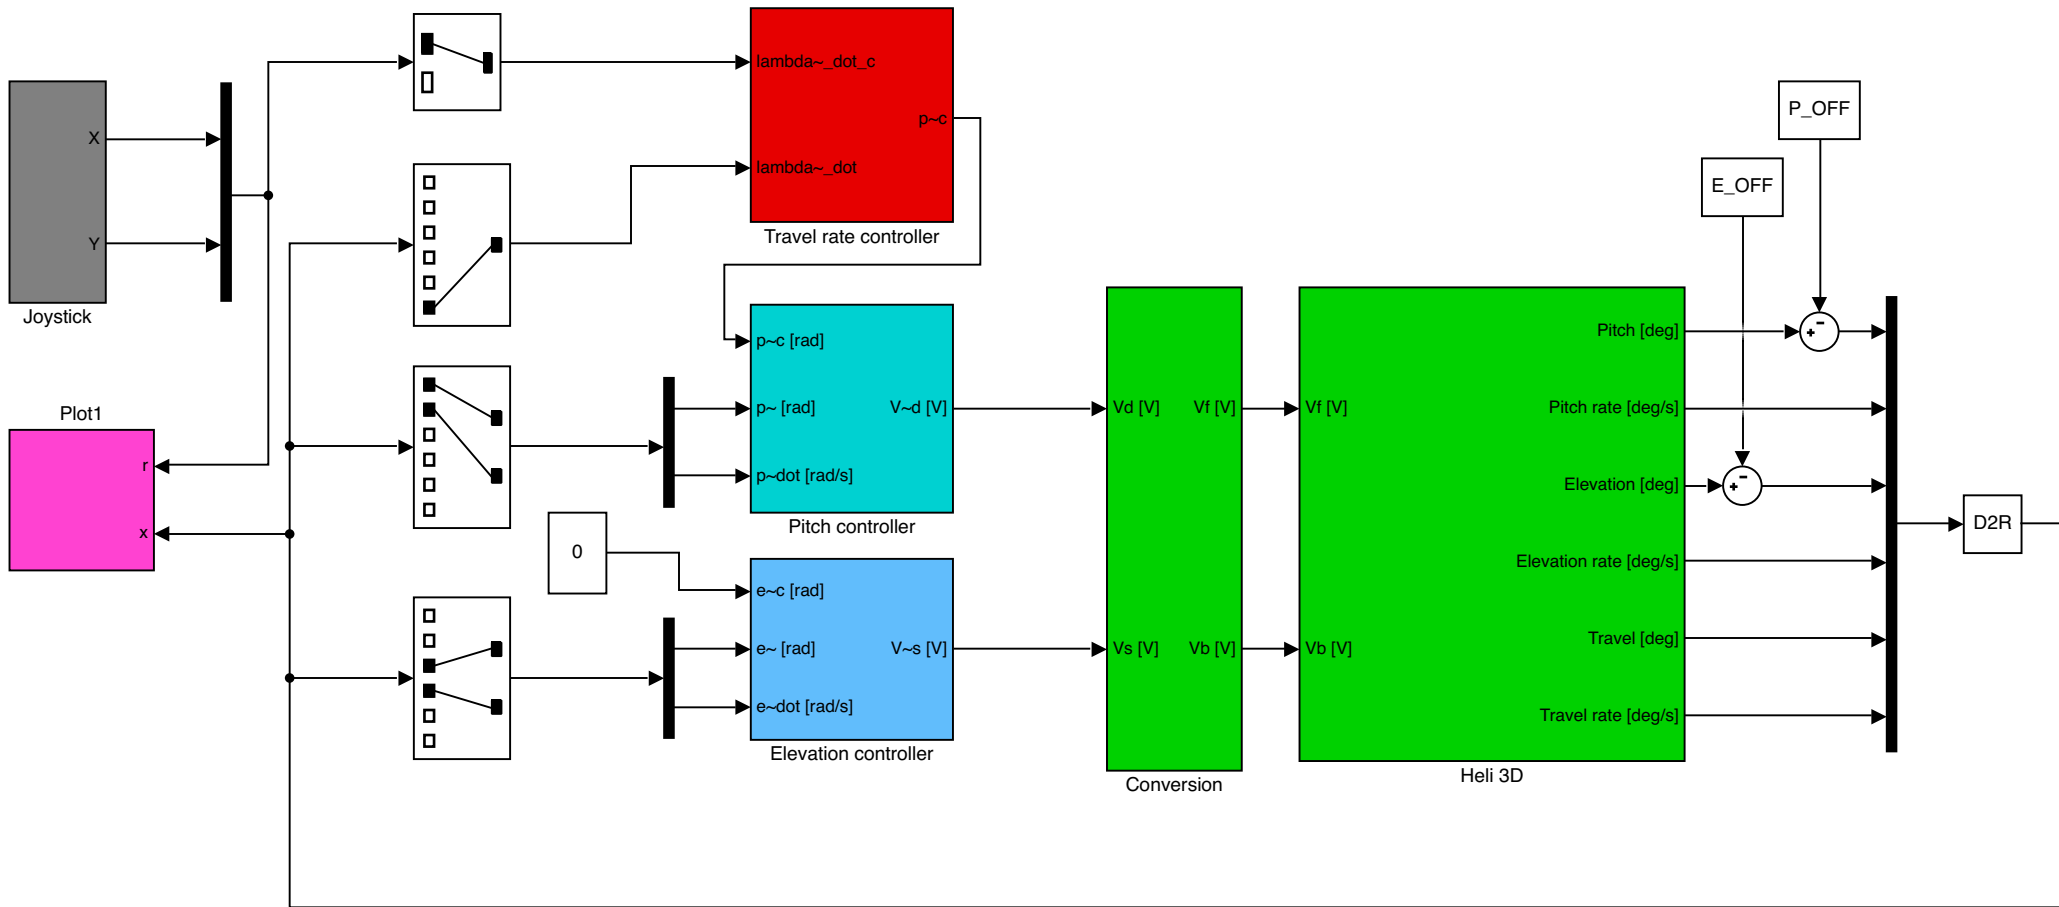 X
Y
Joystick
Plot1
r
x
lambda~_dot_c
p~c
lambda~_dot
Travel rate controller
p~c [rad]
p~ [rad]
V~d [V]
p~dot [rad/s]
Pitch controller
0
e~c [rad]
e~ [rad]
V~s [V]
e~dot [rad/s]
Elevation controller
Vd [V]
Vf [V]
Vs [V]
Vb [V]
Conversion
Vf [V]
Vb [V]
Pitch [deg]
Pitch rate [deg/s]
Elevation [deg]
Elevation rate [deg/s]
Travel [deg]
Travel rate [deg/s]
Heli 3D
E_OFF
P_OFF
+ -
+ -
D2R